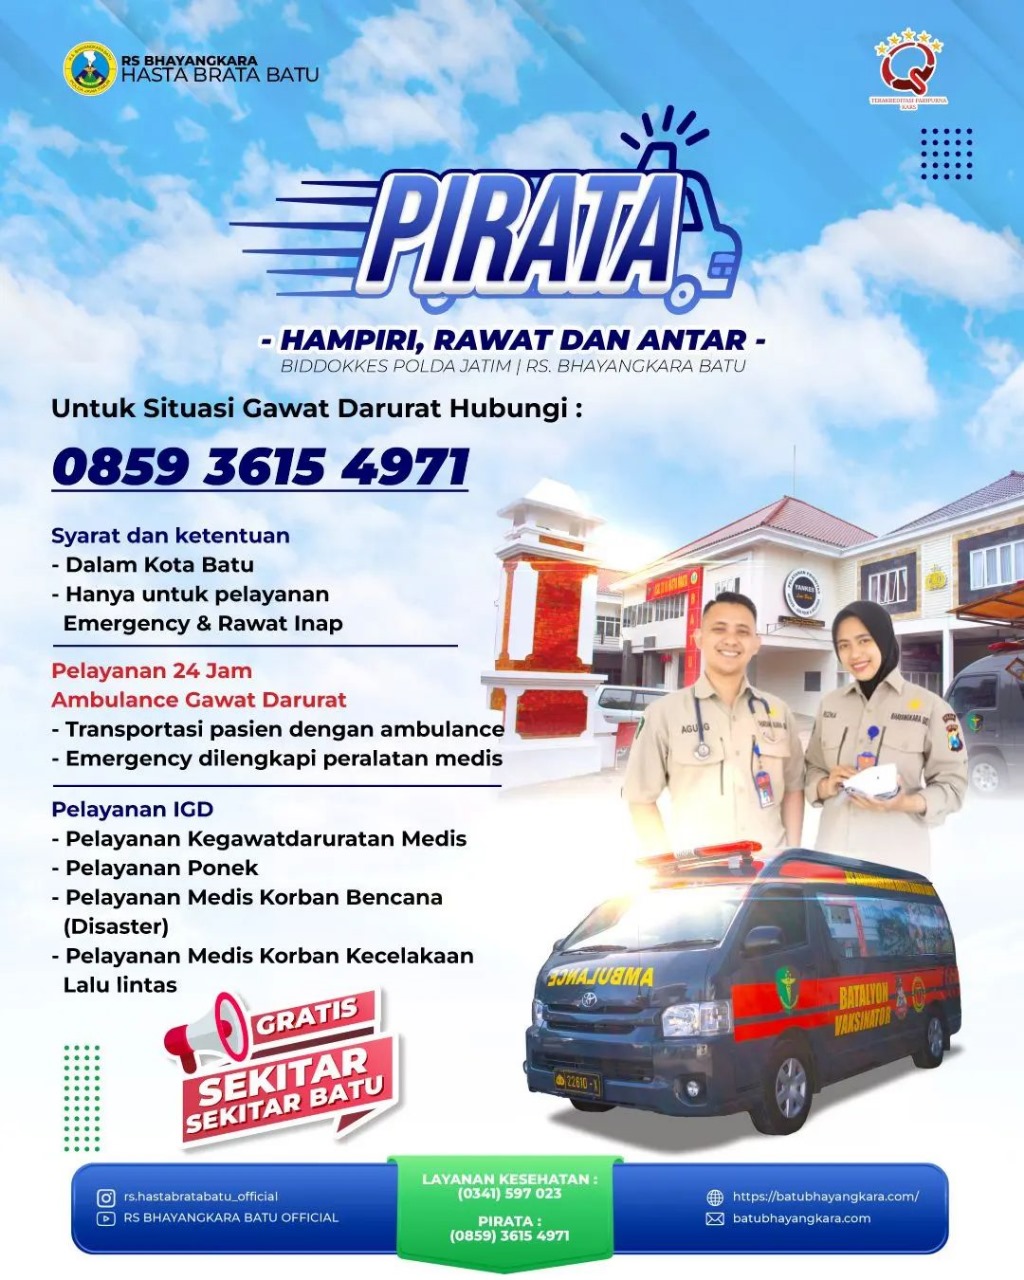 RS BHAYANGKARA
HASTA BRATA BATU
TERAKREDITASI PARIPURNA
KARS
PIRATA
- HAMPIRI, RAWAT DAN ANTAR -
BIDDOKKES POLDA JATIM | RS. BHAYANGKARA BATU
Untuk Situasi Gawat Darurat Hubungi :
0859 3615 4971
Syarat dan ketentuan
- Dalam Kota Batu
- Hanya untuk pelayanan
Emergency & Rawat Inap
Pelayanan 24 Jam
Ambulance Gawat Darurat
- Transportasi pasien dengan ambulance
- Emergency dilengkapi peralatan medis
Pelayanan IGD
- Pelayanan Kegawatdaruratan Medis
- Pelayanan Ponek
- Pelayanan Medis Korban Bencana
(Disaster)
- Pelayanan Medis Korban Kecelakaan
Lalu lintas
GRATIS
SEKITAR
SEKITAR BATU
AGUNG
AMBULANCE
BATALYON
VAKSINATOR
22610-X
rs.hastabratabatu_official
RS BHAYANGKARA BATU OFFICIAL
LAYANAN KESEHATAN :
(0341) 597 023
PIRATA :
(0859) 3615 4971
https://batubhayangkara.com/
batubhayangkara.com